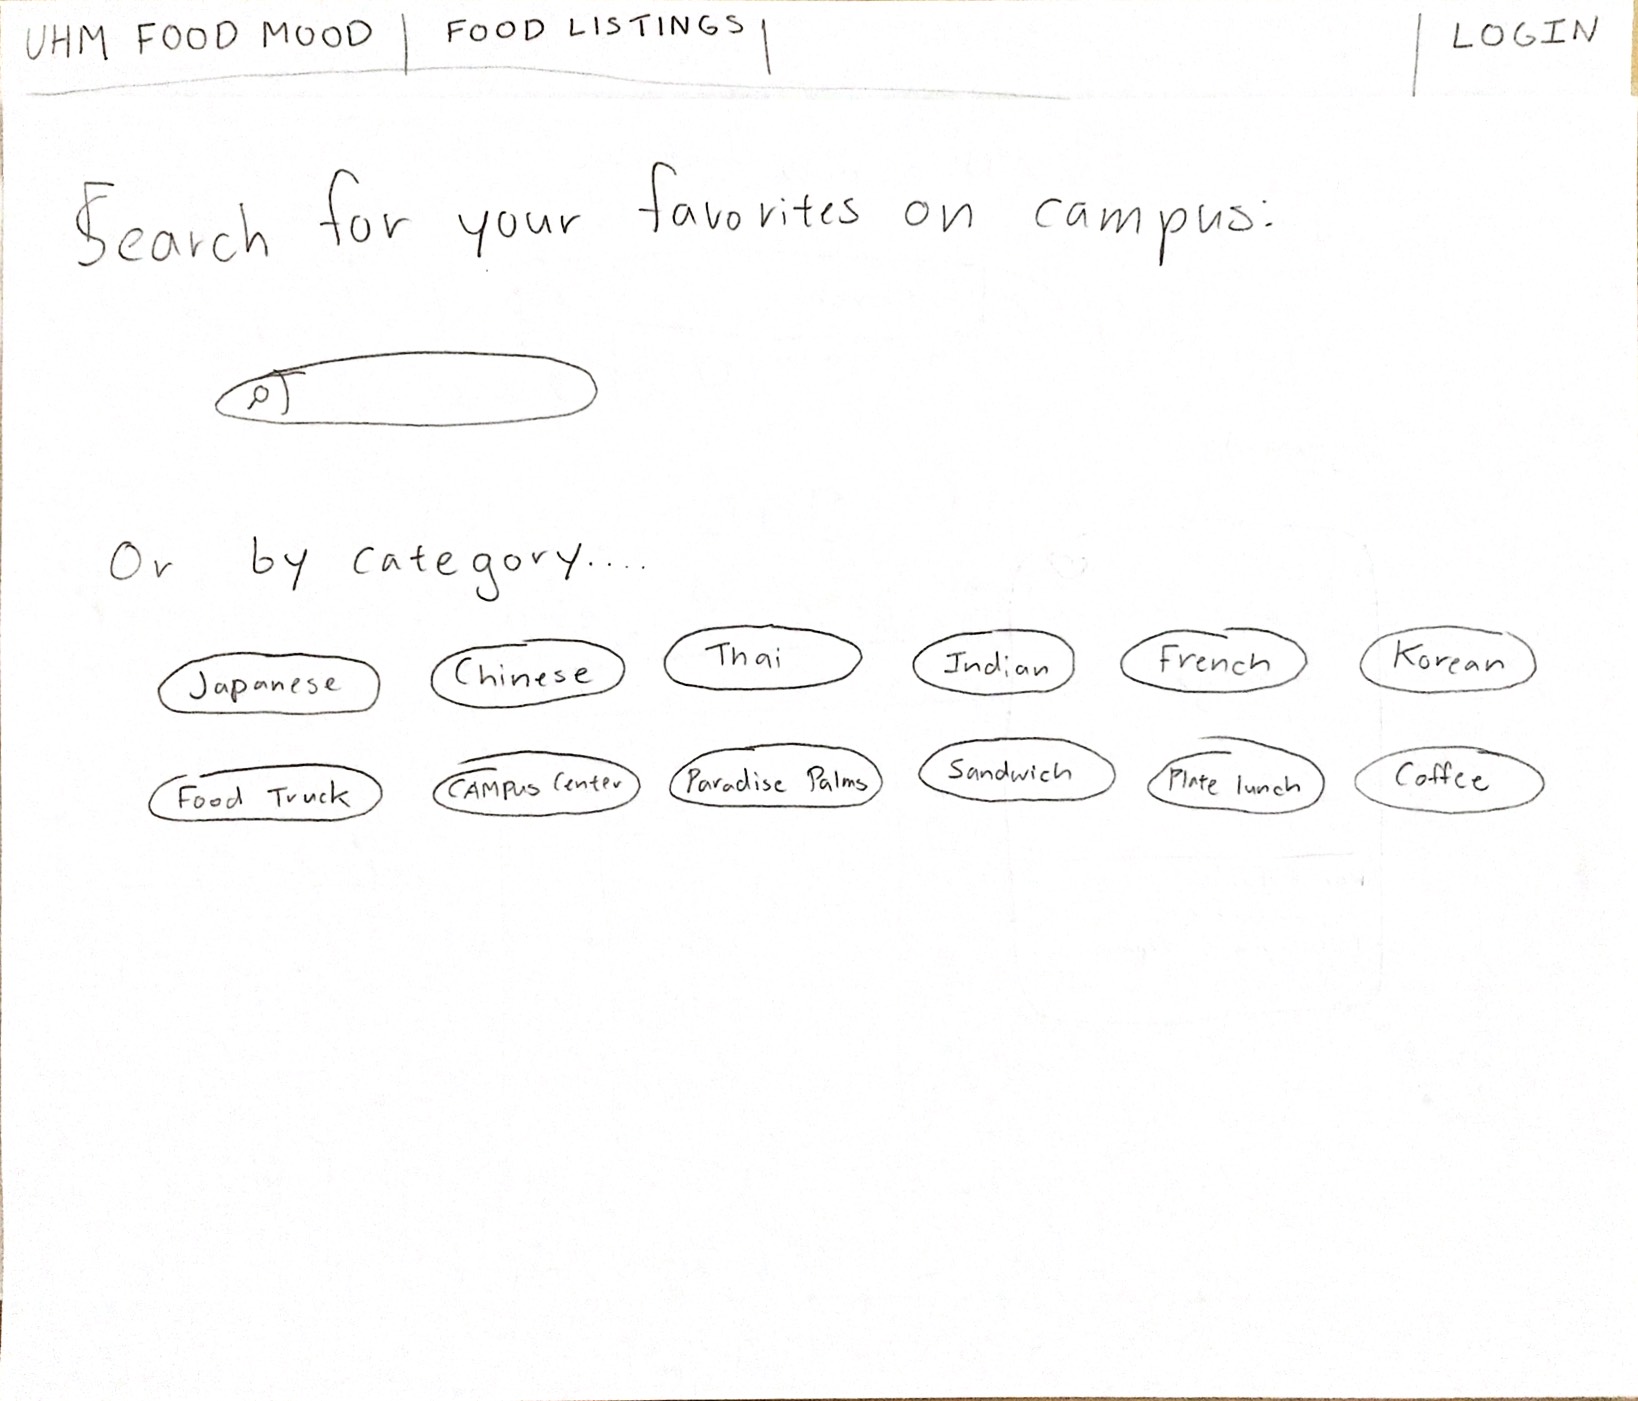 UHM FOOD MOOD | FOOD LISTINGS | | LOGIN
Search for your favorites on campus:
Or by category....
Japanese Chinese Thai Indian French Korean
Food Truck CAMPUS Center Paradise Palms Sandwich Plate lunch Coffee